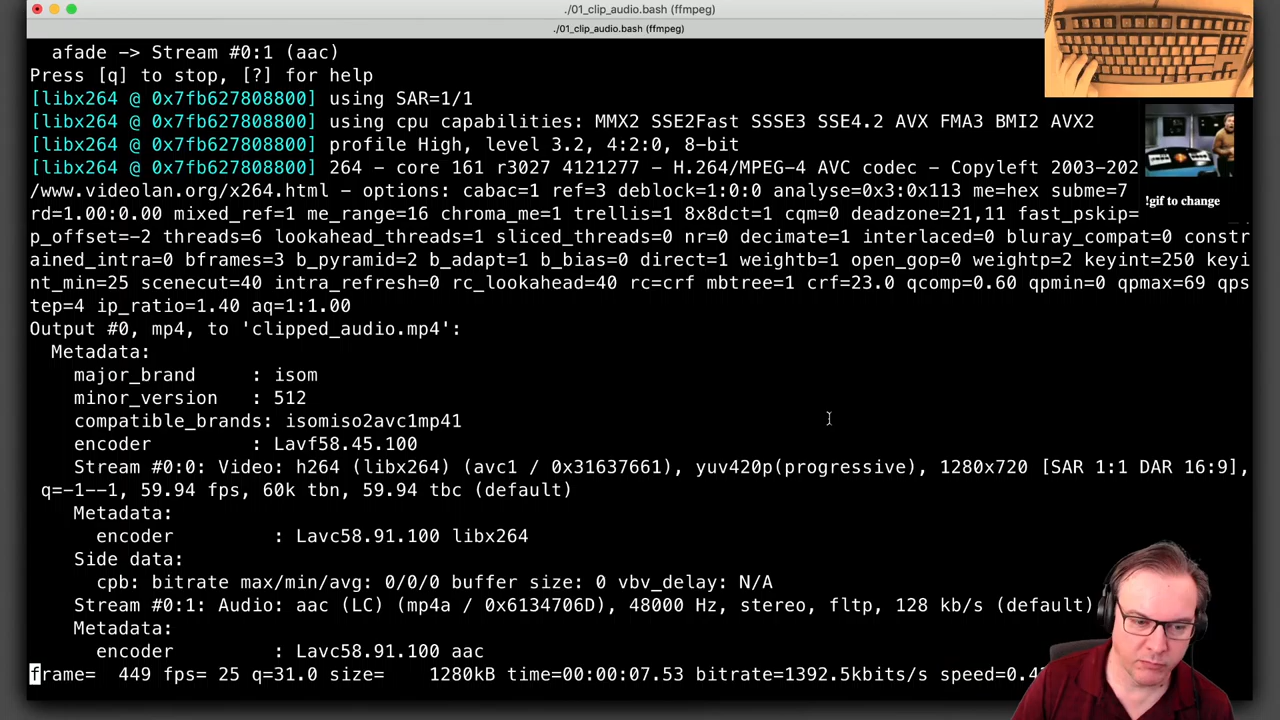 ./01_clip_audio.bash (ffmpeg)
./01_clip_audio.bash (ffmpeg)
afade -> Stream #0:1 (aac)
Press [q] to stop, [?] for help
[libx264 @ 0x7fb627808800] using SAR=1/1
[libx264 @ 0x7fb627808800] using cpu capabilities: MMX2 SSE2Fast SSSE3 SSE4.2 AVX FMA3 BMI2 AVX2
[libx264 @ 0x7fb627808800] profile High, level 3.2, 4:2:0, 8-bit
[libx264 @ 0x7fb627808800] 264 - core 161 r3027 4121277 - H.264/MPEG-4 AVC codec - Copyleft 2003-202
/www.videolan.org/x264.html - options: cabac=1 ref=3 deblock=1:0:0 analyse=0x3:0x113 me=hex subme=7
!gif to change
rd=1.00:0.00 mixed_ref=1 me_range=16 chroma_me=1 trellis=1 8x8dct=1 cqm=0 deadzone=21,11 fast_pskip=
p_offset=-2 threads=6 lookahead_threads=1 sliced_threads=0 nr=0 decimate=1 interlaced=0 bluray_compat=0 constr
ained_intra=0 bframes=3 b_pyramid=2 b_adapt=1 b_bias=0 direct=1 weightb=1 open_gop=0 weightp=2 keyint=250 keyi
nt_min=25 scenecut=40 intra_refresh=0 rc_lookahead=40 rc=crf mbtree=1 crf=23.0 qcomp=0.60 qpmin=0 qpmax=69 qps
tep=4 ip_ratio=1.40 aq=1:1.00
Output #0, mp4, to 'clipped_audio.mp4':
Metadata:
major_brand : isom
minor_version : 512
compatible_brands: isomiso2avc1mp41
encoder : Lavf58.45.100
Stream #0:0: Video: h264 (libx264) (avc1 / 0x31637661), yuv420p(progressive), 1280x720 [SAR 1:1 DAR 16:9],
q=-1--1, 59.94 fps, 60k tbn, 59.94 tbc (default)
Metadata:
encoder : Lavc58.91.100 libx264
Side data:
cpb: bitrate max/min/avg: 0/0/0 buffer size: 0 vbv_delay: N/A
Stream #0:1: Audio: aac (LC) (mp4a / 0x6134706D), 48000 Hz, stereo, fltp, 128 kb/s (default)
Metadata:
encoder : Lavc58.91.100 aac
frame= 449 fps= 25 q=31.0 size= 1280kB time=00:00:07.53 bitrate=1392.5kbits/s speed=0.4